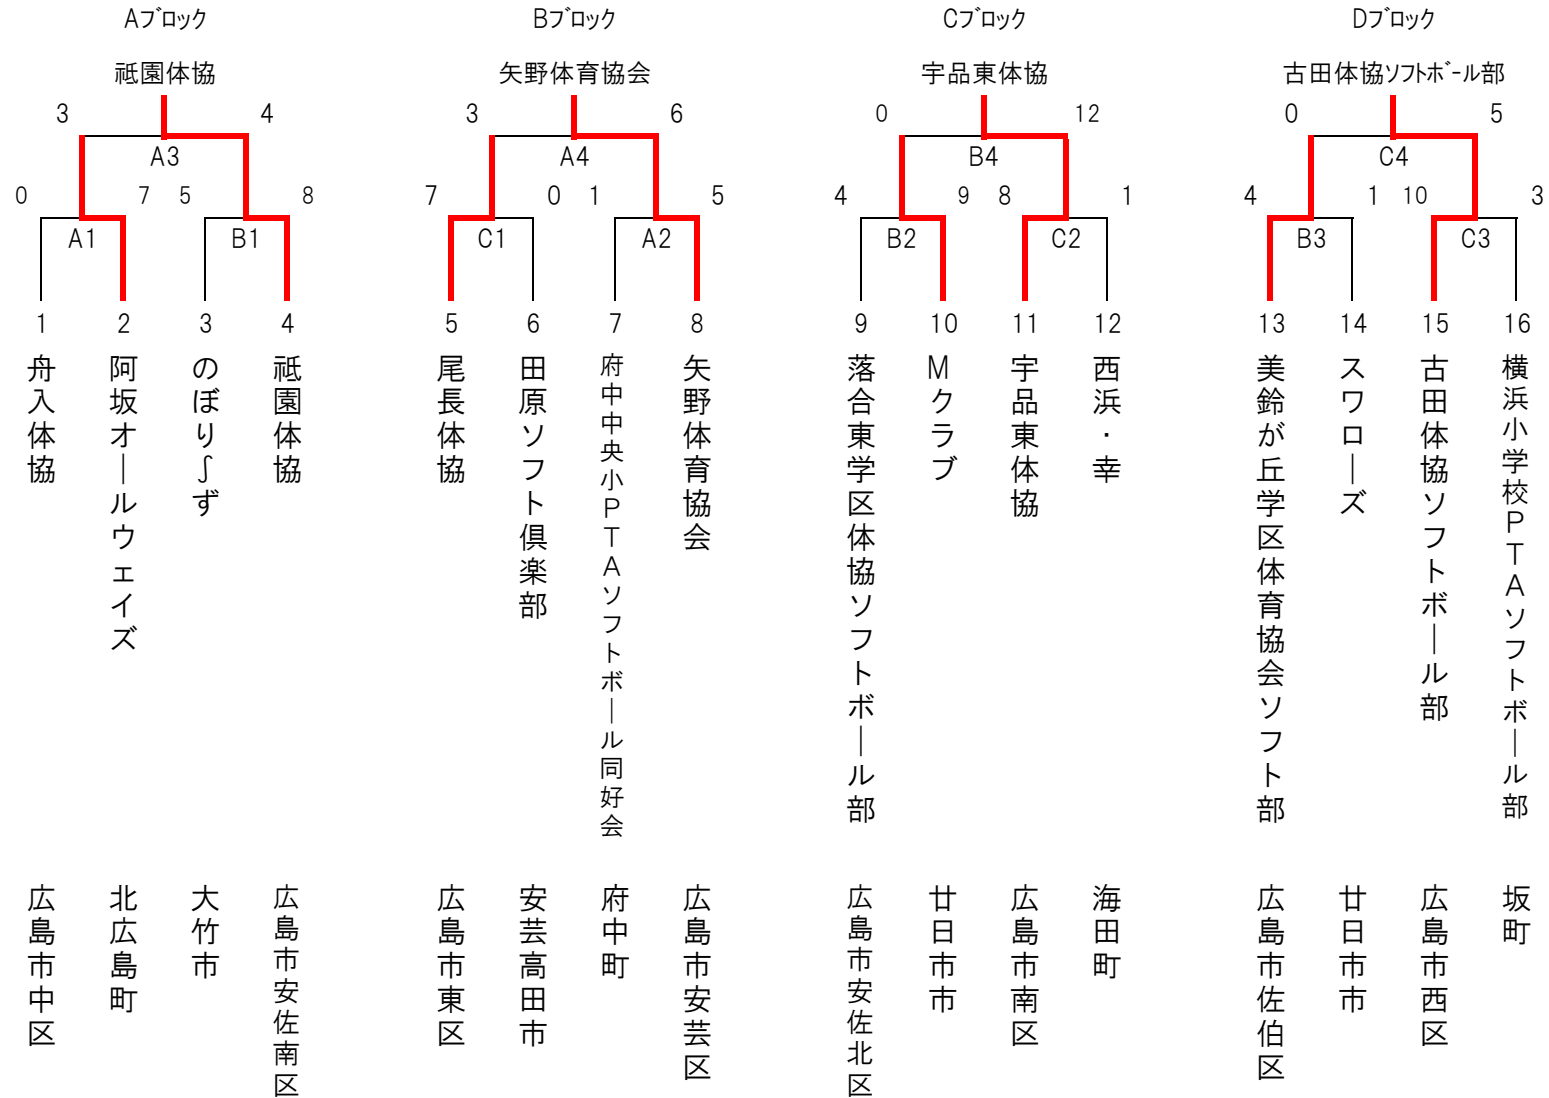 Aブロック
Bブロック
Cブロック
Dブロック
祇園体協
矢野体育協会
宇品東体協
古田体協ソフトボール部
3
4
3
6
0
12
0
5
A3
A4
B4
C4
0
7
5
8
7
0
1
5
4
9
8
1
4
1
10
3
A1
B1
C1
A2
B2
C2
B3
C3
1
2
3
4
5
6
7
8
9
10
11
12
13
14
15
16
舟入体協
阿坂オールウェイズ
のぼり～ず
祇園体協
尾長体協
田原ソフト倶楽部
府中中央小PTAソフトボール同好会
矢野体育協会
落合東学区体協ソフトボール部
Mクラブ
宇品東体協
西浜・幸
美鈴が丘学区体育協会ソフト部
スワローズ
古田体協ソフトボール部
横浜小学校PTAソフトボール部
広島市中区
北広島町
大竹市
広島市安佐南区
広島市東区
安芸高田市
府中町
広島市安芸区
広島市安佐北区
廿日市市
広島市南区
海田町
広島市佐伯区
廿日市市
広島市西区
坂町